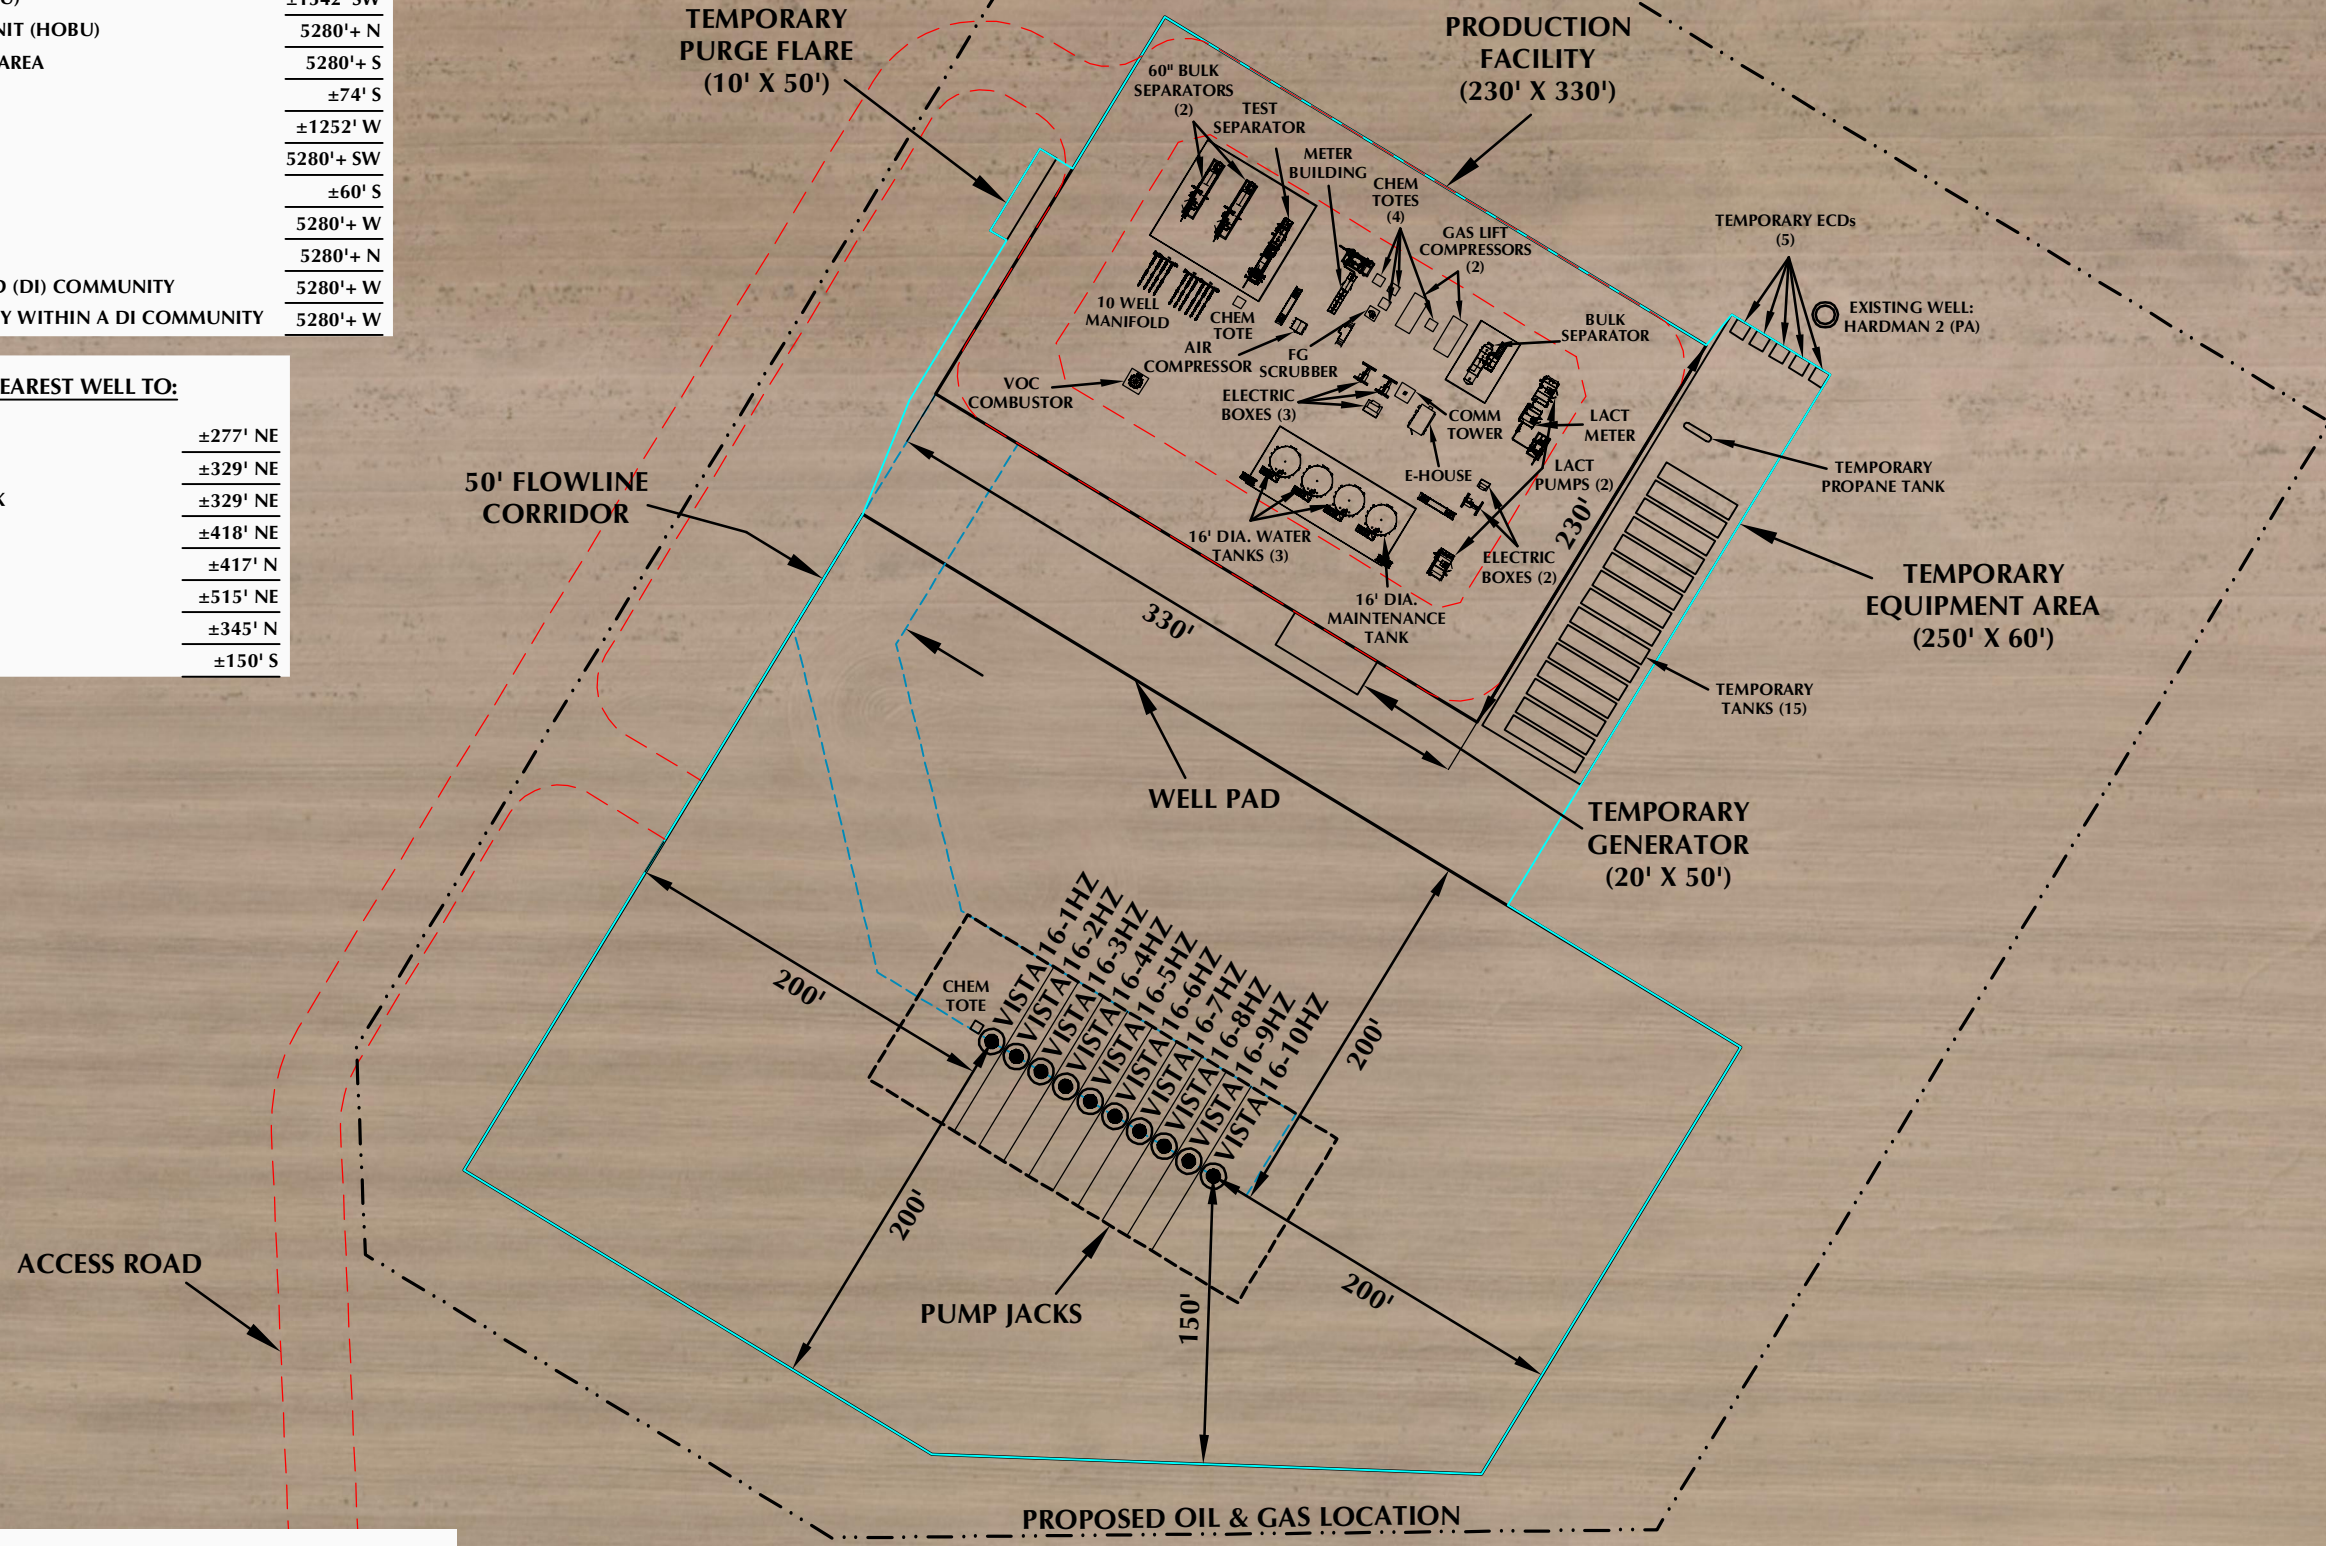 ±1342' SW
NIT (HOBU) 5280'+ N
AREA 5280'+ S
±74' S
±1252' W
5280'+ SW
±60' S
5280'+ W
5280'+ N
(DI) COMMUNITY 5280'+ W
WITHIN A DI COMMUNITY 5280'+ W
EAREST WELL TO:
±277' NE
±329' NE
±329' NE
±418' NE
±417' N
±515' NE
±345' N
±150' S
TEMPORARY
PURGE FLARE
(10' X 50')
PRODUCTION
FACILITY
(230' X 330')
60" BULK
SEPARATORS
(2)
TEST
SEPARATOR
METER
BUILDING
CHEM
TOTES
(4)
GAS LIFT
COMPRESSORS
(2)
TEMPORARY ECDs
(5)
EXISTING WELL:
HARDMAN 2 (PA)
10 WELL
MANIFOLD
CHEM
TOTE
AIR
COMPRESSOR
FG
SCRUBBER
BULK
SEPARATOR
VOC
COMBUSTOR
ELECTRIC
BOXES (3)
COMM
TOWER
LACT
METER
E-HOUSE
LACT
PUMPS (2)
TEMPORARY
PROPANE TANK
50' FLOWLINE
CORRIDOR
16' DIA. WATER
TANKS (3)
ELECTRIC
BOXES (2)
230'
16' DIA.
MAINTENANCE
TANK
330'
TEMPORARY
EQUIPMENT AREA
(250' X 60')
TEMPORARY
TANKS (15)
WELL PAD
TEMPORARY
GENERATOR
(20' X 50')
CHEM
TOTE
VISTA 16-1HZ
VISTA 16-2HZ
VISTA 16-3HZ
VISTA 16-4HZ
VISTA 16-5HZ
VISTA 16-6HZ
VISTA 16-7HZ
VISTA 16-8HZ
VISTA 16-9HZ
VISTA 16-10HZ
200'
200'
200'
200'
150'
PUMP JACKS
ACCESS ROAD
PROPOSED OIL & GAS LOCATION